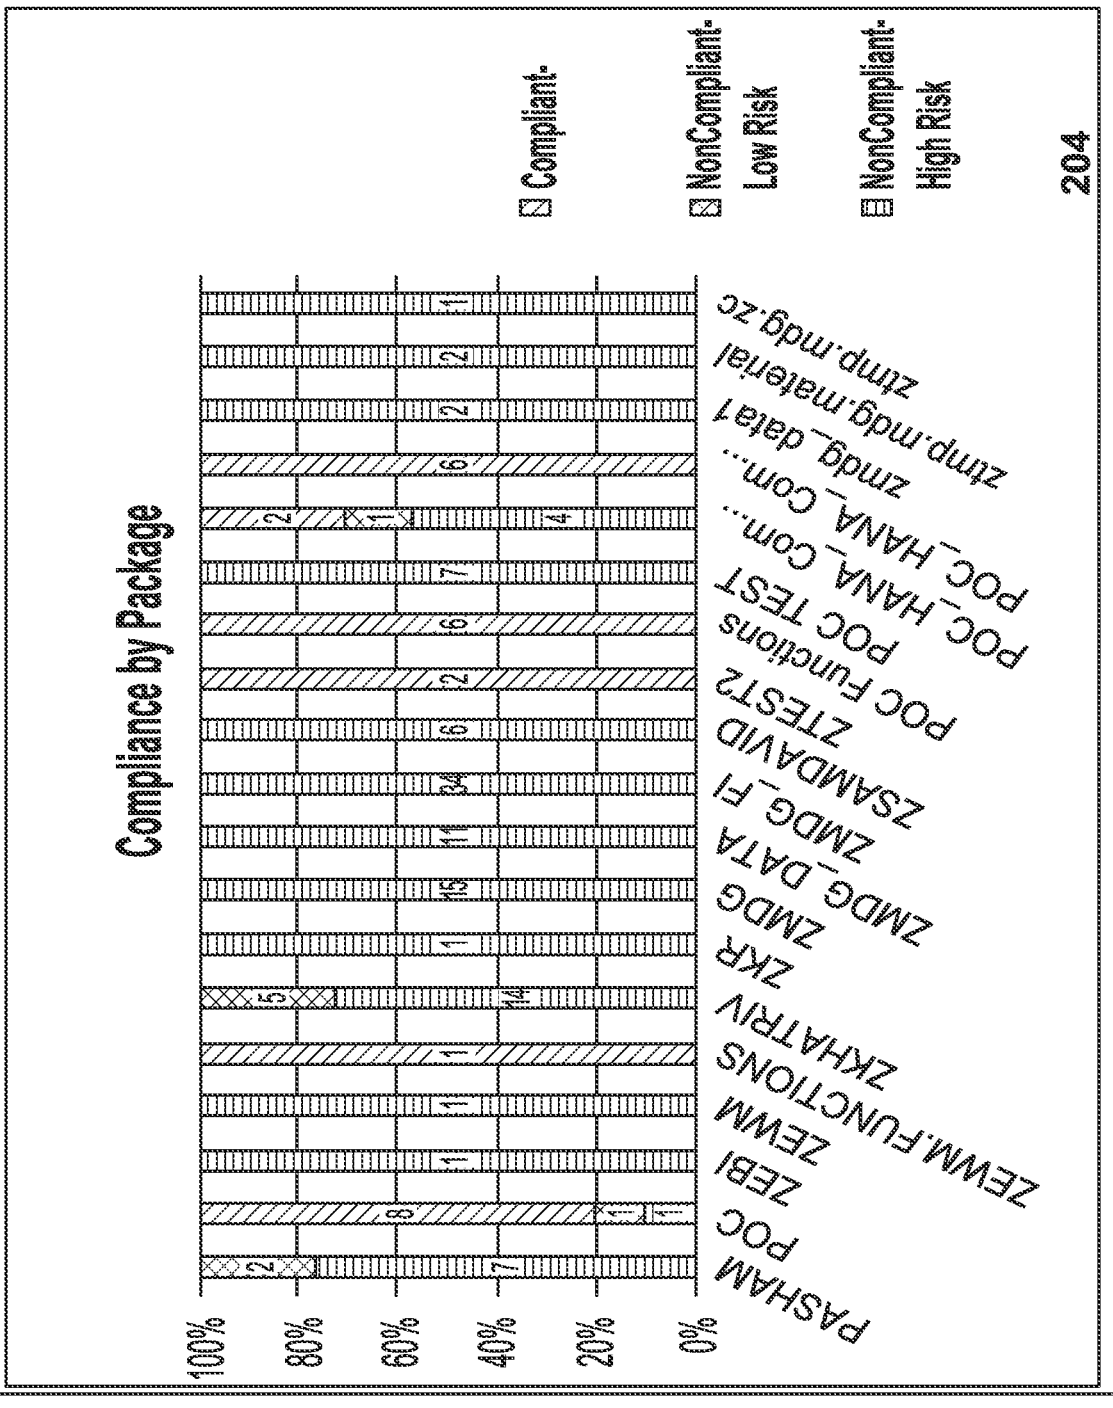 Compliance by Package
100%
80%
60%
40%
20%
0%
2
7
8
1
1
1
1
1
5
14
1
15
11
34
6
2
6
7
2
1
4
6
2
2
1
PASHAM
POC
ZEBI
ZEWM
ZEWM.FUNCTIONS
ZKHATRIV
ZKR
ZMDG
ZMDG_DATA
ZMDG_FI
ZSAMDAVID
ZTEST2
POC Functions
POC TEST
POC_HANA_Com...
POC_HANA_Com...
zmdg_data1
ztmp.mdg.material
ztmp.mdg.zc
Compliant-
NonCompliant-
Low Risk
NonCompliant-
High Risk
204